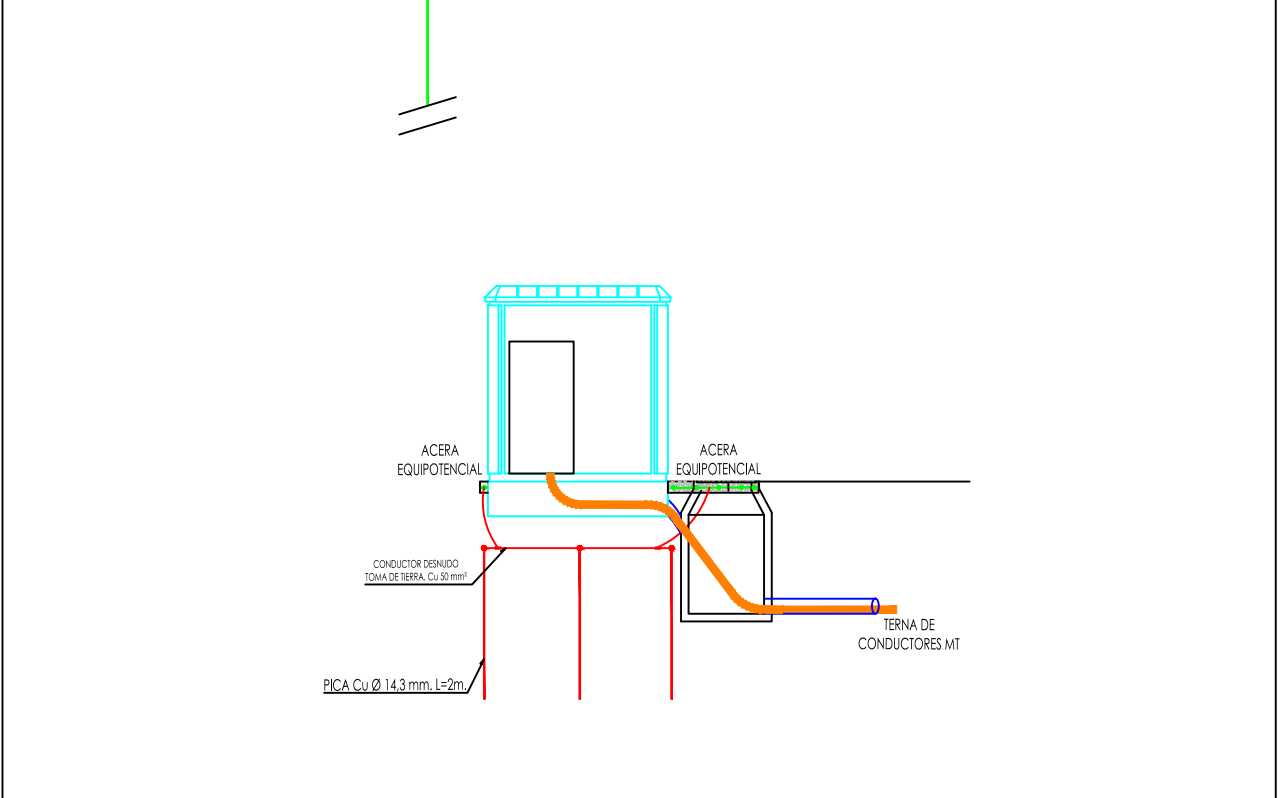 ACERA
EQUIPOTENCIAL
ACERA
EQUIPOTENCIAL
CONDUCTOR DESNUDO
TOMA DE TIERRA, Cu 50 mm²
TERNA DE
CONDUCTORES MT
PICA Cu Ø 14,3 mm. L=2m.